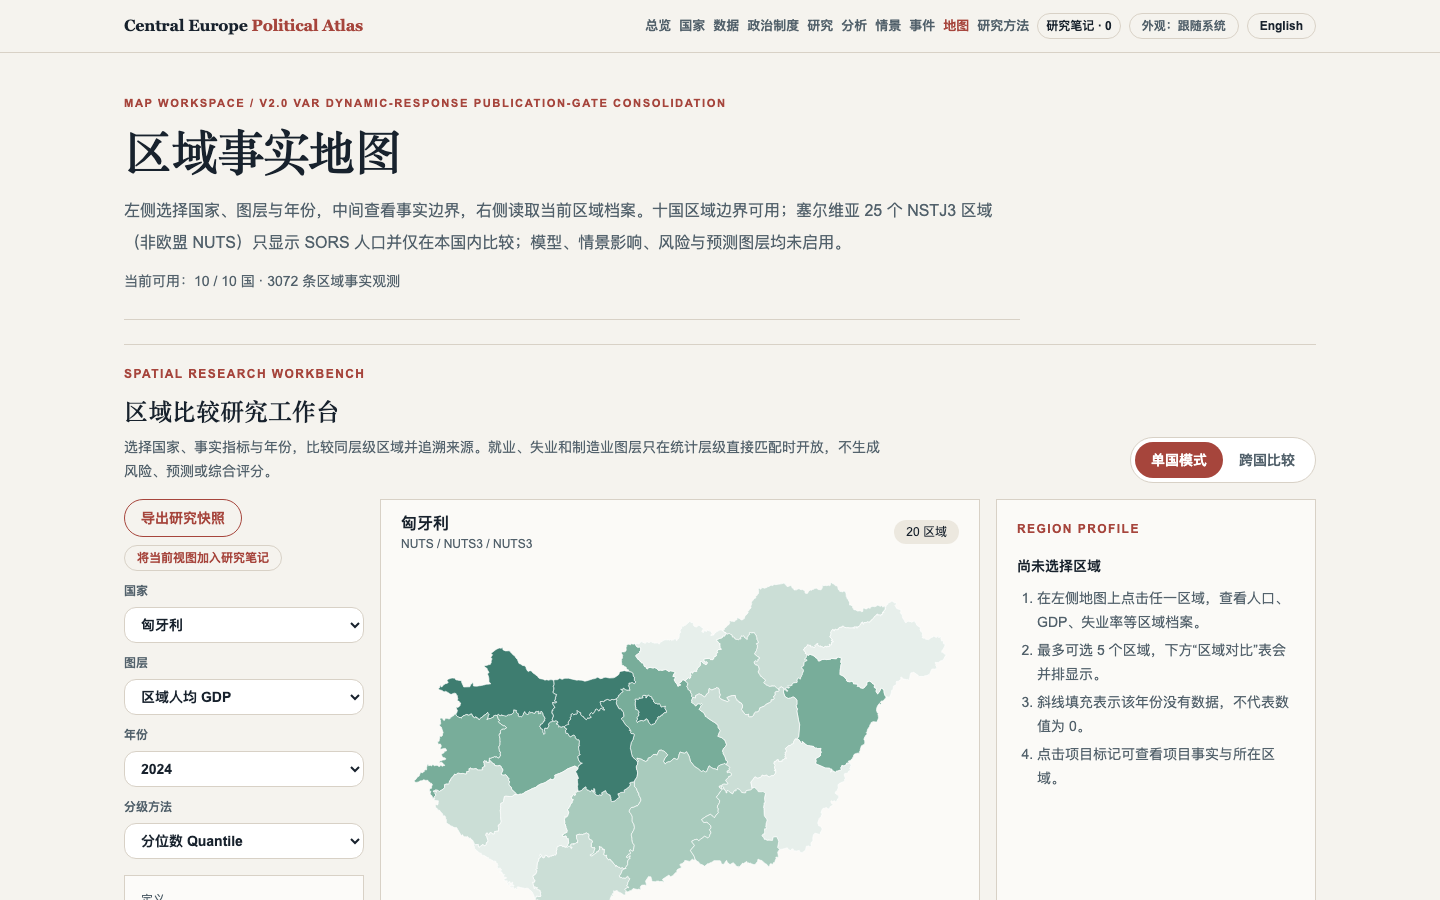 Central Europe Political Atlas
总览 国家 数据 政治制度 研究 分析 情景 事件 地图 研究方法 研究笔记 · 0 外观：跟随系统 English
MAP WORKSPACE / V2.0 VAR DYNAMIC-RESPONSE PUBLICATION-GATE CONSOLIDATION
区域事实地图
左侧选择国家、图层与年份，中间查看事实边界，右侧读取当前区域档案。十国区域边界可用；塞尔维亚 25 个 NSTJ3 区域
（非欧盟 NUTS）只显示 SORS 人口并仅在本国内比较；模型、情景影响、风险与预测图层均未启用。
当前可用：10 / 10 国 · 3072 条区域事实观测
SPATIAL RESEARCH WORKBENCH
区域比较研究工作台
选择国家、事实指标与年份，比较同层级区域并追溯来源。就业、失业和制造业图层只在统计层级直接匹配时开放，不生成
风险、预测或综合评分。
单国模式 跨国比较
导出研究快照
将当前视图加入研究笔记
国家
匈牙利
图层
区域人均 GDP
年份
2024
分级方法
分位数 Quantile
定义
匈牙利
NUTS / NUTS3 / NUTS3
20 区域
REGION PROFILE
尚未选择区域
1. 在左侧地图上点击任一区域，查看人口、
GDP、失业率等区域档案。
2. 最多可选 5 个区域，下方“区域对比”表会
并排显示。
3. 斜线填充表示该年份没有数据，不代表数
值为 0。
4. 点击项目标记可查看项目事实与所在区
域。